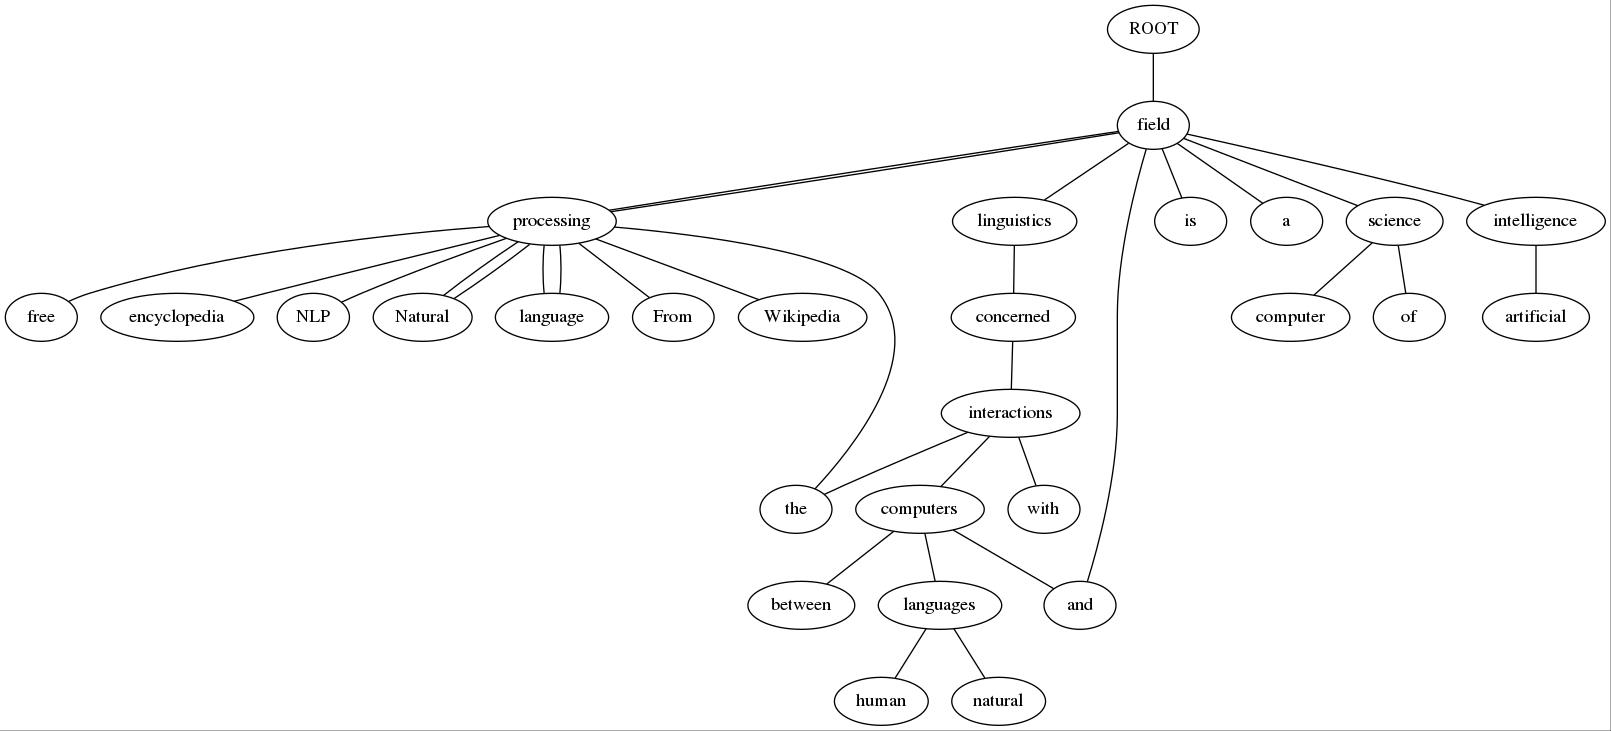 ROOT
field
processing
linguistics
is
a
science
intelligence
free
encyclopedia
NLP
Natural
language
From
Wikipedia
concerned
computer
of
artificial
interactions
the
computers
with
between
languages
and
human
natural